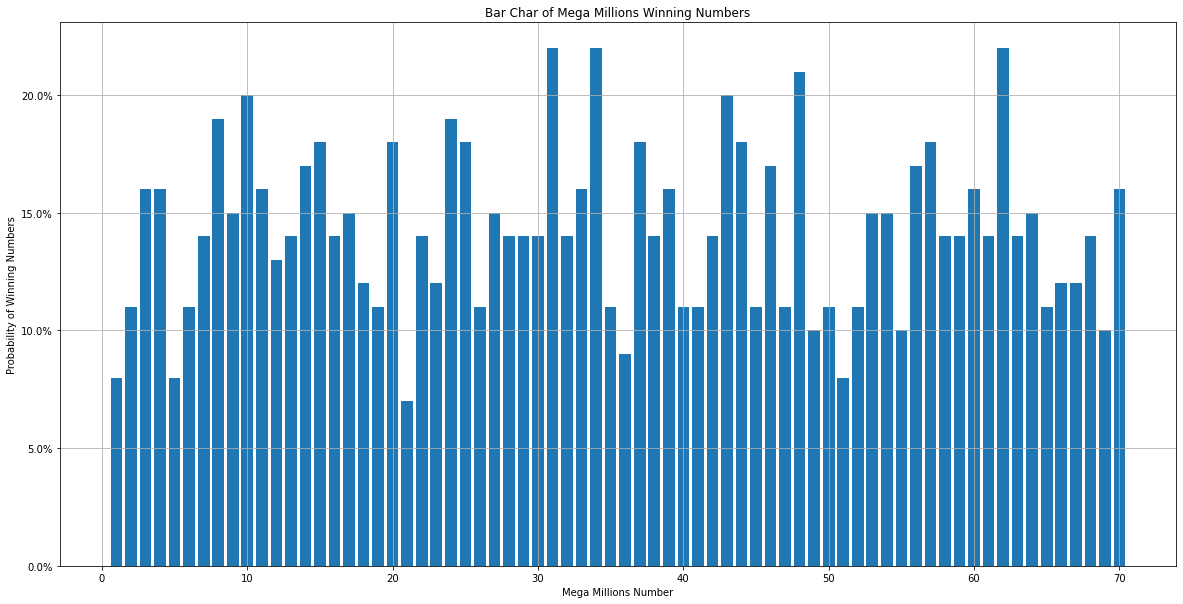 Bar Char of Mega Millions Winning Numbers
20.0%
15.0%
10.0%
5.0%
0.0%
Probability of Winning Numbers
0 10 20 30 40 50 60 70
Mega Millions Number